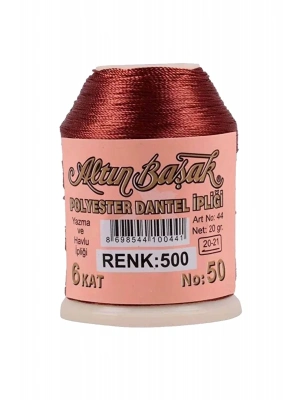 Altın Başak
POLYESTER DANTEL İPLİĞİ
Yazma
ve
Havlu
İpliği
Art No: 44
Net: 20 gr.
20-21
8698544100441
RENK:500
6 KAT
No: 50